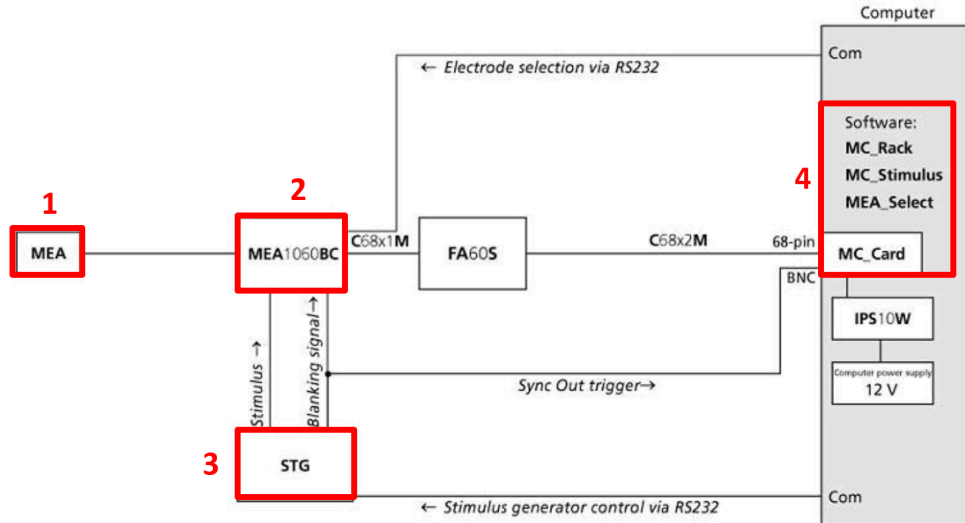 Computer
Com
← Electrode selection via RS232
Software:
MC_Rack
MC_Stimulus
MEA_Select
4
1
2
MEA
MEA1060BC
C68x1M
FA60S
C68x2M
68-pin
MC_Card
BNC
IPS10W
Computer power supply
12 V
Stimulus →
Blanking signal→
Sync Out trigger→
3
STG
← Stimulus generator control via RS232
Com